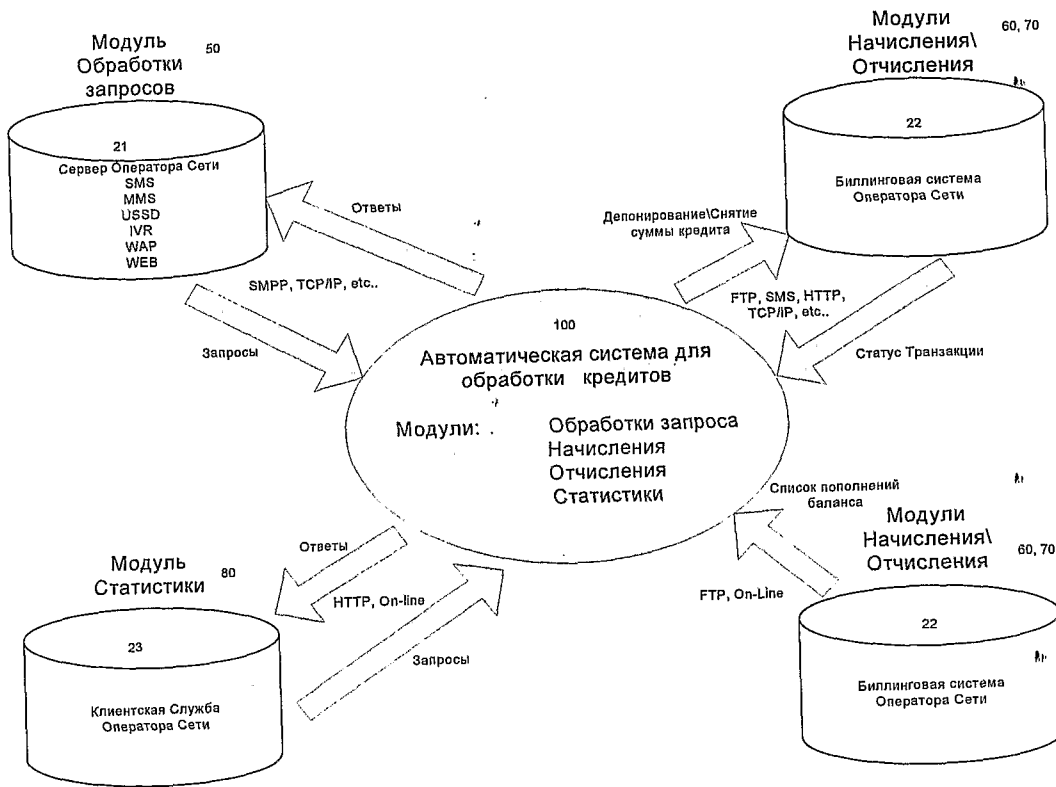 Модуль
Обработки
запросов
50
21
Сервер Оператора Сети
SMS
MMS
USSD
IVR
WAP
WEB
Ответы
SMPP, TCP/IP, etc..
Запросы
Модули
Начисления\
Отчисления
60, 70
22
Биллинговая система
Оператора Сети
Депонирование\Снятие
суммы кредита
FTP, SMS, HTTP,
TCP/IP, etc..
Статус Транзакции
100
Автоматическая система для
обработки кредитов
Модули:
Обработки запроса
Начисления
Отчисления
Статистики
Список пополнений
баланса
Модули
Начисления\
Отчисления
60, 70
FTP, On-Line
22
Биллинговая система
Оператора Сети
Модуль
Статистики
80
Ответы
HTTP, On-line
Запросы
23
Клиентская Служба
Оператора Сети